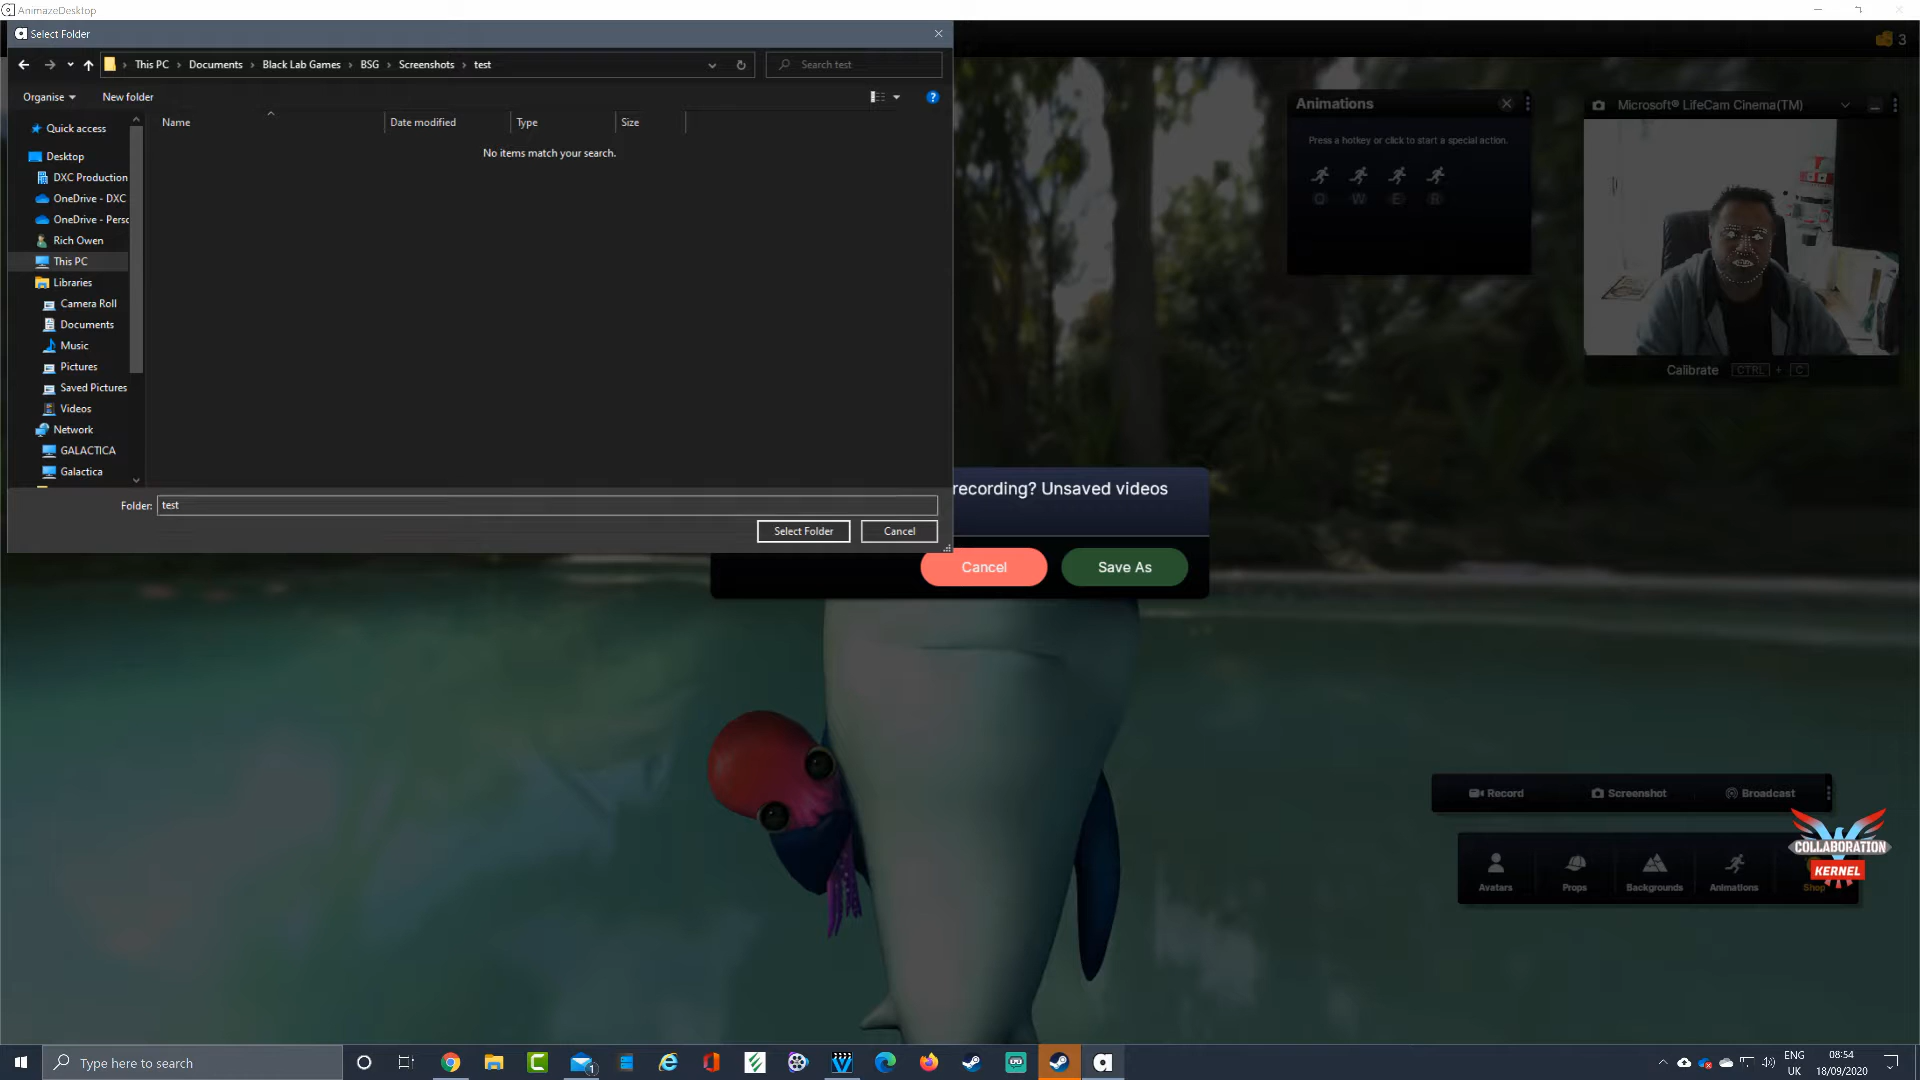 AnimazeDesktop
Select Folder
This PC > Documents > Black Lab Games > BSG > Screenshots > test
Search test
Organise
New folder
Name
Date modified
Type
Size
No items match your search.
Quick access
Desktop
DXC Production
OneDrive - DXC
OneDrive - Perso
Rich Owen
This PC
Libraries
Camera Roll
Documents
Music
Pictures
Saved Pictures
Videos
Network
GALACTICA
Galactica
Folder: test
Select Folder
Cancel
3
Animations
Press a hotkey or click to start a special action.
Q W E R
Microsoft® LifeCam Cinema(TM)
Calibrate CTRL + C
recording? Unsaved videos
Cancel
Save As
Record
Screenshot
Broadcast
Avatars
Props
Backgrounds
Animations
Shop
COLLABORATION
KERNEL
Type here to search
1
ENG
UK
08:54
18/09/2020